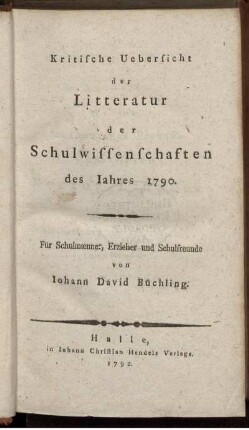 Kritiſche Ueberſicht
der
Litteratur
der
Schulwiſſenſchaften
des Iahres 1790.
Für Schulmenner, Erzieher und Schulfreunde
von
Iohann David Büchling.
Halle,
in Iohann Chriſtian Hendels Verlage.
1792.